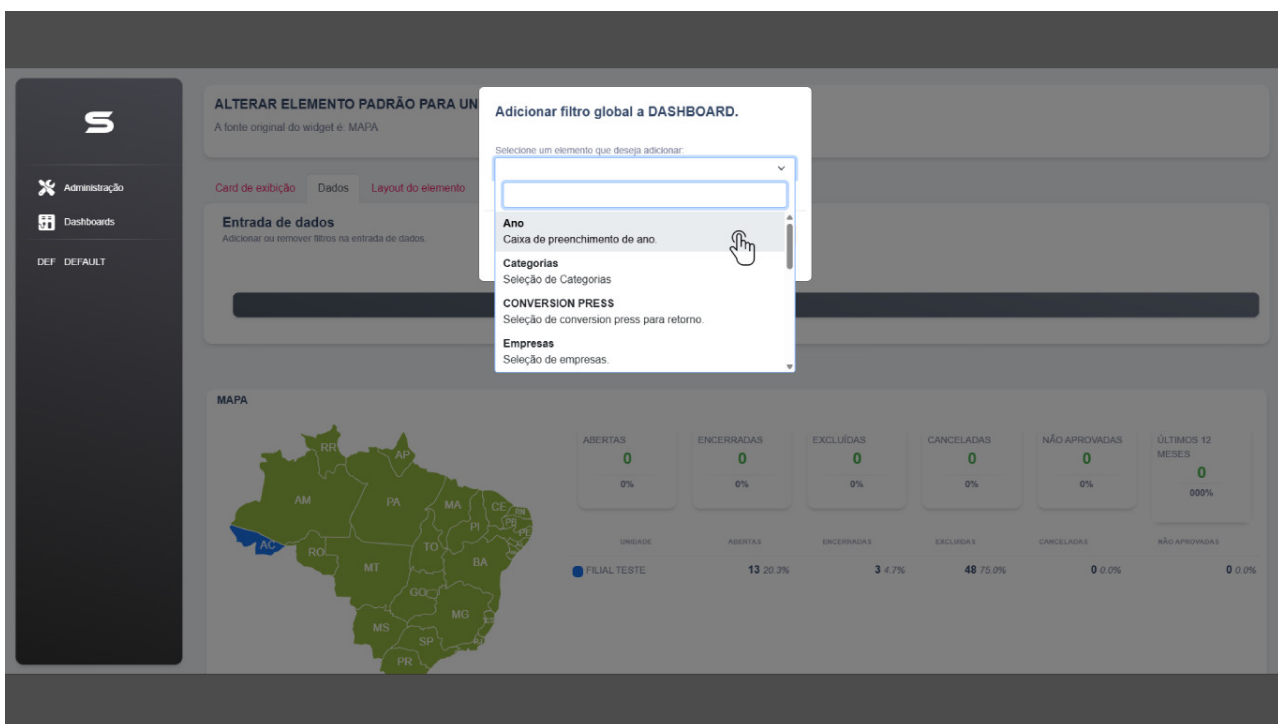 S
Administração
Dashboards
DEF DEFAULT
ALTERAR ELEMENTO PADRÃO PARA UN
A fonte original do widget é: MAPA
Card de exibição
Dados
Layout do elemento
Entrada de dados
Adicionar ou remover filtros na entrada de dados.
Adicionar filtro global a DASHBOARD.
Selecione um elemento que deseja adicionar:
Ano
Caixa de preenchimento de ano.
Categorias
Seleção de Categorias
CONVERSION PRESS
Seleção de conversion press para retorno.
Empresas
Seleção de empresas.
MAPA
RR
AP
AM
PA
MA
CE
RN
PB
PI
PE
AC
RO
TO
BA
MT
GO
MG
MS
SP
RJ
PR
ABERTAS
0
0%
ENCERRADAS
0
0%
EXCLUÍDAS
0
0%
CANCELADAS
0
0%
NÃO APROVADAS
0
0%
ÚLTIMOS 12
MESES
0
000%
UNIDADE ABERTAS ENCERRADAS EXCLUIDAS CANCELADAS NÃO APROVADAS
FILIAL TESTE 13 20.3% 3 4.7% 48 75.0% 0 0.0% 0 0.0%